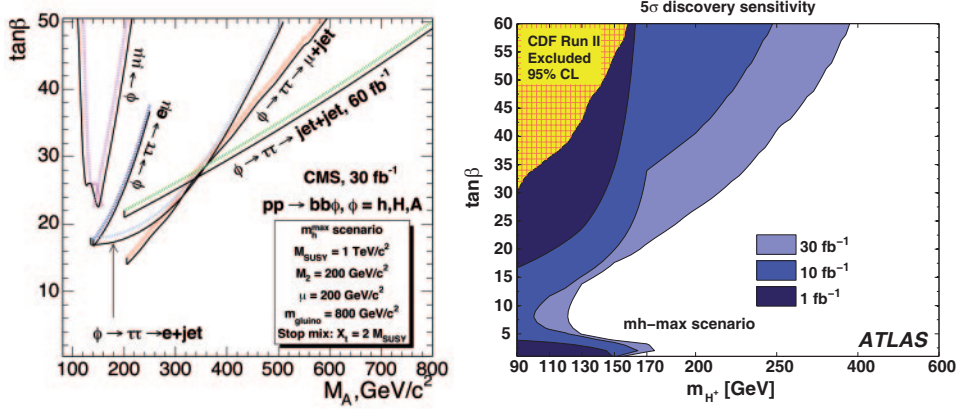 tanβ
50
40
30
20
10
φ → μμ
φ → ττ → eμ
φ → ττ → μ+jet
φ → ττ → jet+jet, 60 fb⁻¹
CMS, 30 fb⁻¹
pp → bbφ, φ = h,H,A
m_h^max scenario
M_SUSY = 1 TeV/c²
M₂ = 200 GeV/c²
μ = 200 GeV/c²
m_gluino = 800 GeV/c²
Stop mix: X_t = 2 M_SUSY
φ → ττ → e+jet
100 200 300 400 500 600 700 800
M_A, GeV/c²
5σ discovery sensitivity
tanβ
60
55
50
45
40
35
30
25
20
15
10
5
CDF Run II
Excluded
95% CL
30 fb⁻¹
10 fb⁻¹
1 fb⁻¹
mh-max scenario
ATLAS
90 110 130 150 170 200 250 400 600
m_H⁺ [GeV]